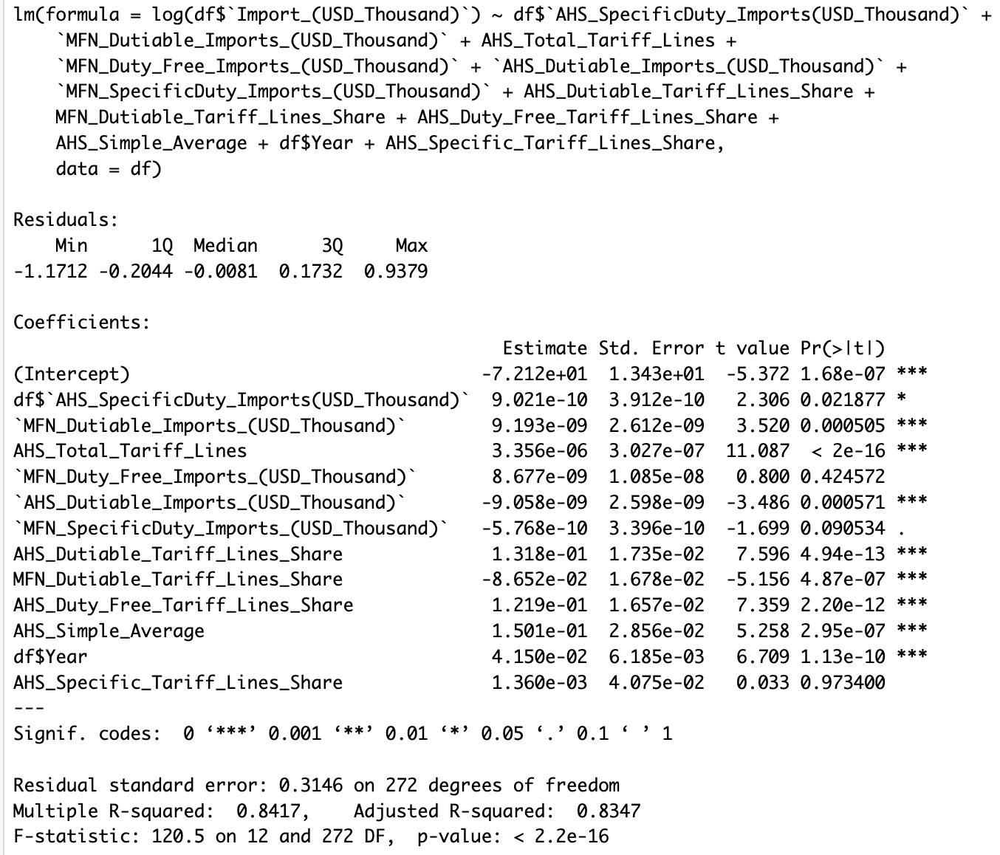 lm(formula = log(df$`Import_(USD_Thousand)`) ~ df$`AHS_SpecificDuty_Imports(USD_Thousand)` +
    `MFN_Dutiable_Imports_(USD_Thousand)` + AHS_Total_Tariff_Lines +
    `MFN_Duty_Free_Imports_(USD_Thousand)` + `AHS_Dutiable_Imports_(USD_Thousand)` +
    `MFN_SpecificDuty_Imports_(USD_Thousand)` + AHS_Dutiable_Tariff_Lines_Share +
    MFN_Dutiable_Tariff_Lines_Share + AHS_Duty_Free_Tariff_Lines_Share +
    AHS_Simple_Average + df$Year + AHS_Specific_Tariff_Lines_Share,
    data = df)

Residuals:
    Min      1Q  Median      3Q     Max
-1.1712 -0.2044 -0.0081  0.1732  0.9379

Coefficients:
                                              Estimate Std. Error t value Pr(>|t|)
(Intercept)                                 -7.212e+01  1.343e+01  -5.372 1.68e-07 ***
df$`AHS_SpecificDuty_Imports(USD_Thousand)`  9.021e-10  3.912e-10   2.306 0.021877 *
`MFN_Dutiable_Imports_(USD_Thousand)`        9.193e-09  2.612e-09   3.520 0.000505 ***
AHS_Total_Tariff_Lines                       3.356e-06  3.027e-07  11.087  < 2e-16 ***
`MFN_Duty_Free_Imports_(USD_Thousand)`       8.677e-09  1.085e-08   0.800 0.424572
`AHS_Dutiable_Imports_(USD_Thousand)`       -9.058e-09  2.598e-09  -3.486 0.000571 ***
`MFN_SpecificDuty_Imports_(USD_Thousand)`   -5.768e-10  3.396e-10  -1.699 0.090534 .
AHS_Dutiable_Tariff_Lines_Share              1.318e-01  1.735e-02   7.596 4.94e-13 ***
MFN_Dutiable_Tariff_Lines_Share             -8.652e-02  1.678e-02  -5.156 4.87e-07 ***
AHS_Duty_Free_Tariff_Lines_Share             1.219e-01  1.657e-02   7.359 2.20e-12 ***
AHS_Simple_Average                           1.501e-01  2.856e-02   5.258 2.95e-07 ***
df$Year                                      4.150e-02  6.185e-03   6.709 1.13e-10 ***
AHS_Specific_Tariff_Lines_Share              1.360e-03  4.075e-02   0.033 0.973400
---
Signif. codes:  0 ‘***’ 0.001 ‘**’ 0.01 ‘*’ 0.05 ‘.’ 0.1 ‘ ’ 1

Residual standard error: 0.3146 on 272 degrees of freedom
Multiple R-squared:  0.8417,    Adjusted R-squared:  0.8347
F-statistic: 120.5 on 12 and 272 DF,  p-value: < 2.2e-16